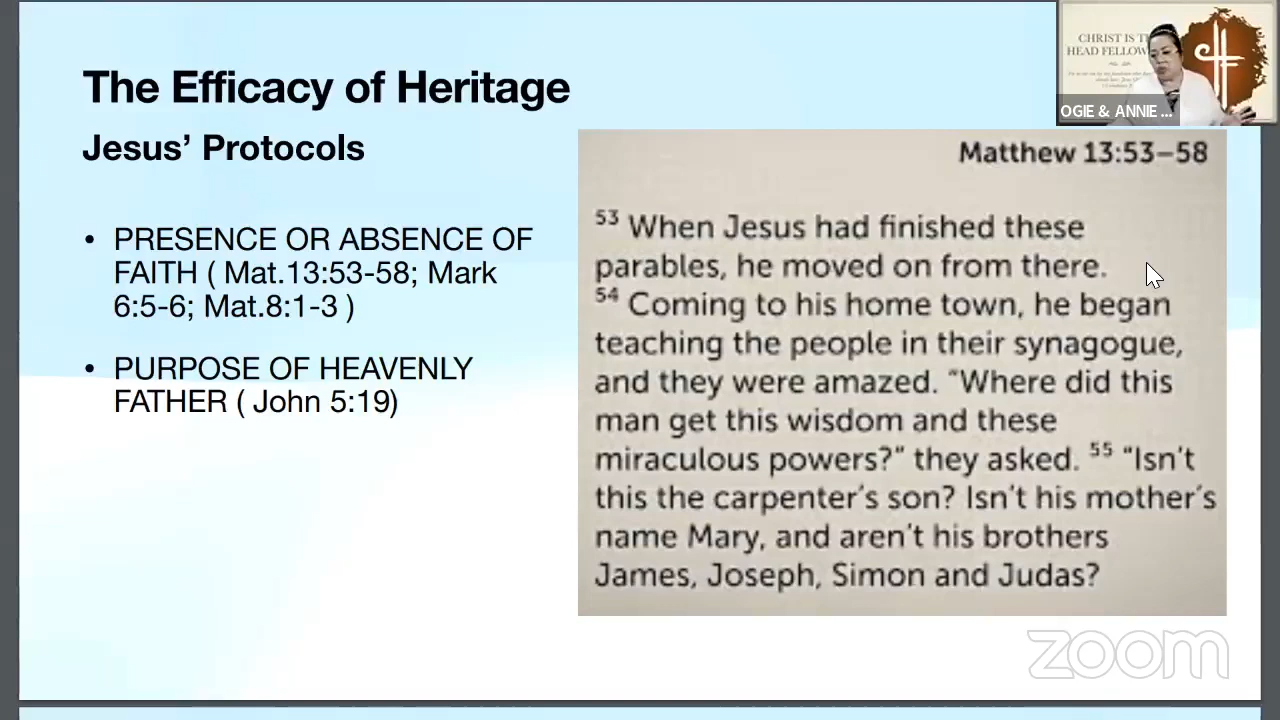 The Efficacy of Heritage
Jesus’ Protocols
• PRESENCE OR ABSENCE OF
FAITH ( Mat.13:53-58; Mark
6:5-6; Mat.8:1-3 )
• PURPOSE OF HEAVENLY
FATHER ( John 5:19)
Matthew 13:53–58
53 When Jesus had finished these
parables, he moved on from there.
54 Coming to his home town, he began
teaching the people in their synagogue,
and they were amazed. “Where did this
man get this wisdom and these
miraculous powers?” they asked. 55 “Isn’t
this the carpenter’s son? Isn’t his mother’s
name Mary, and aren’t his brothers
James, Joseph, Simon and Judas?
CHRIST IS
HEAD
OGIE & ANNIE ...
zoom